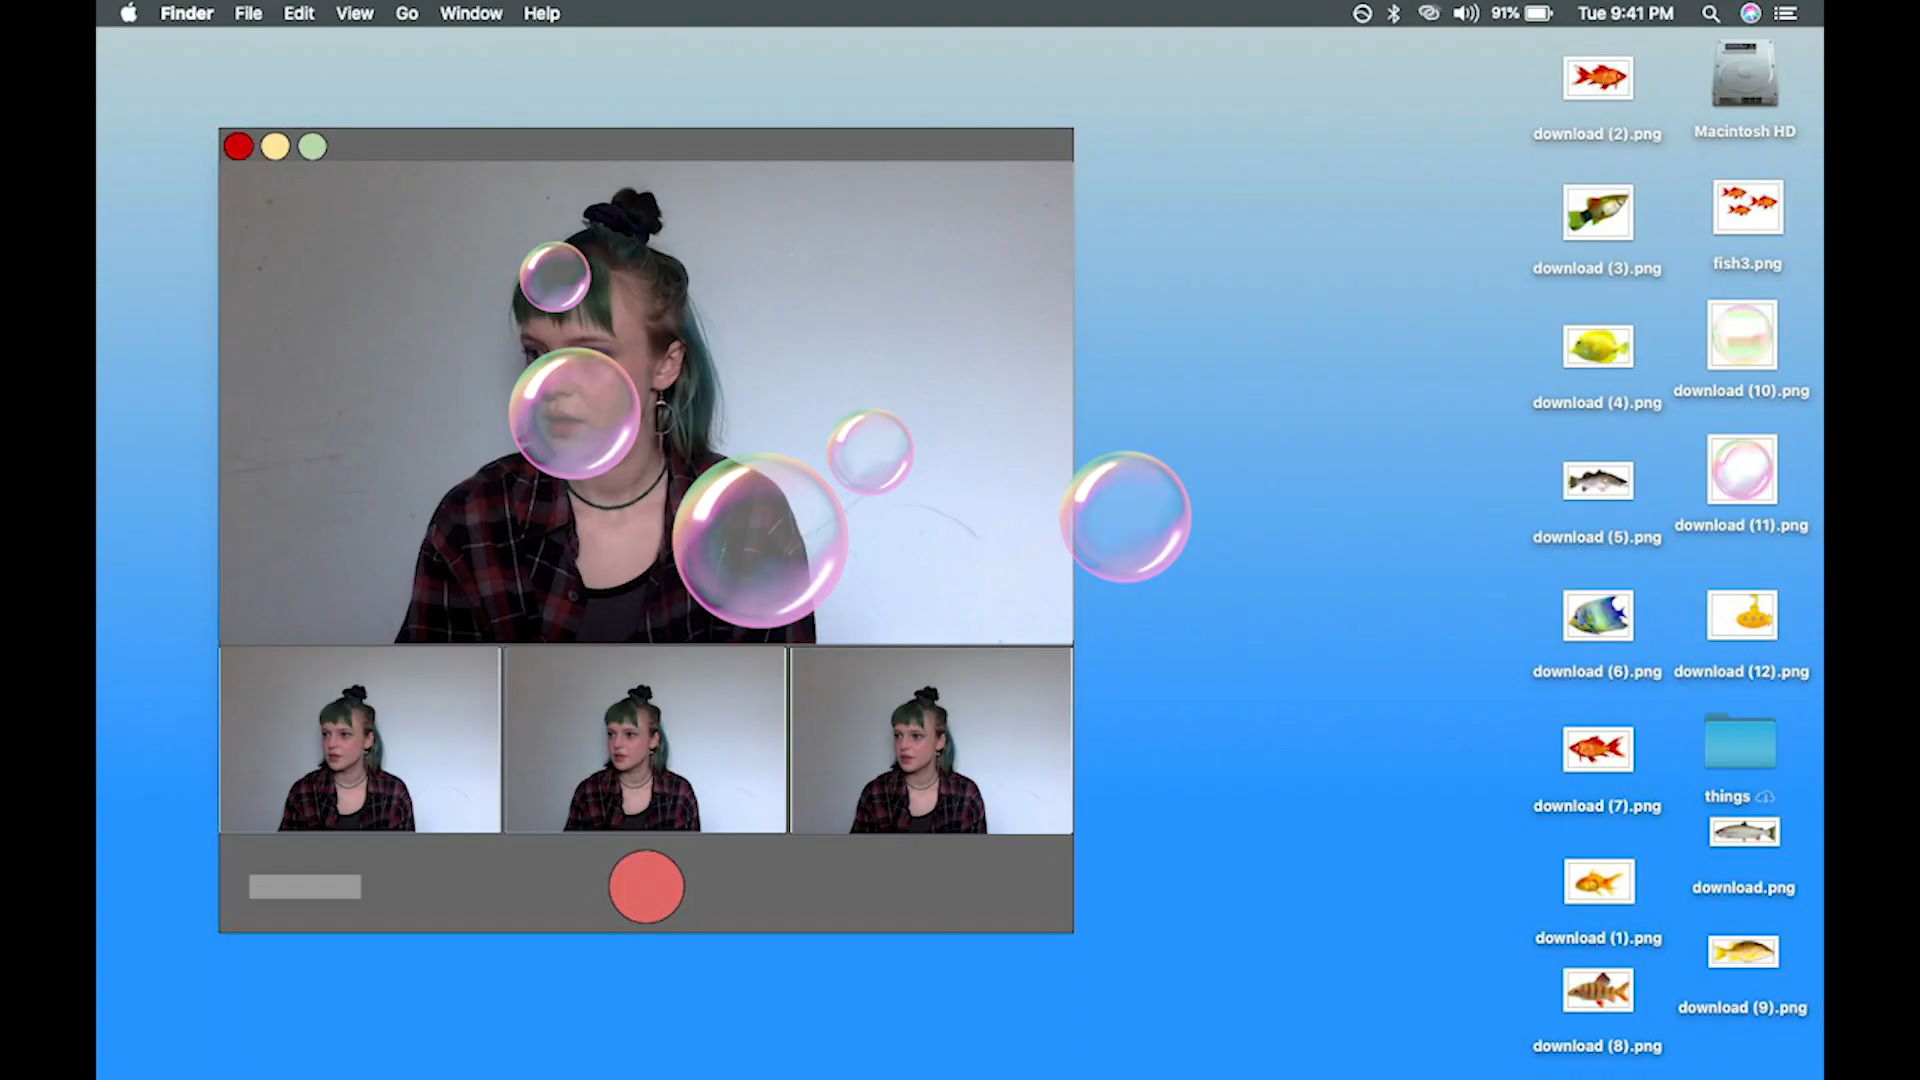 Finder File Edit View Go Window Help 91% Tue 9:41 PM
download (2).png
Macintosh HD
download (3).png
fish3.png
download (4).png
download (10).png
download (5).png
download (11).png
download (6).png
download (12).png
download (7).png
things
download (1).png
download.png
download (8).png
download (9).png